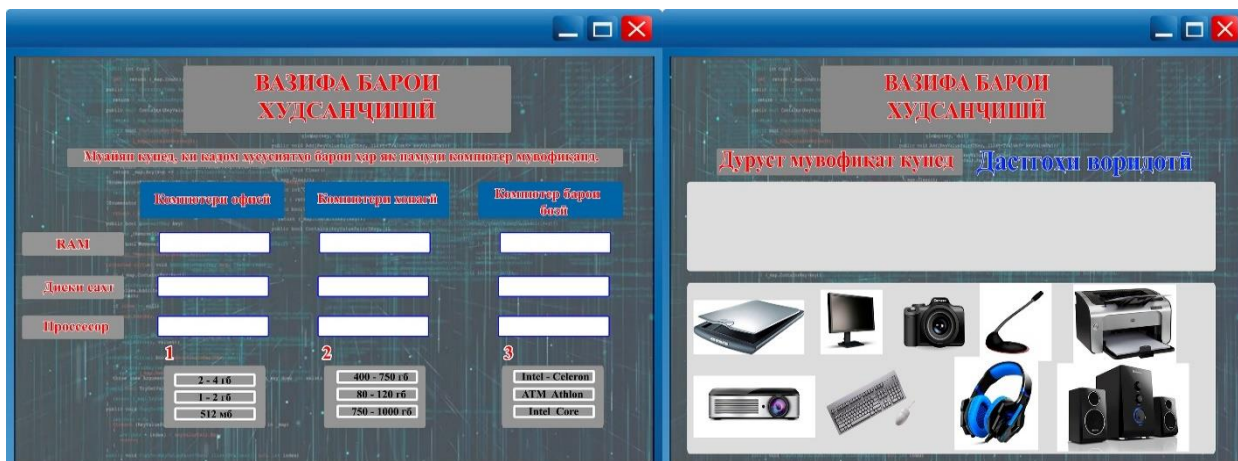 ВАЗИФА БАРОИ
ХУДСАНҶИШӢ
Муайян кунед, ки кадом хусусиятҳо барои ҳар як намуди компютер мувофиканд.
Компютери офисӣ
Компютери хонагӣ
Компютер барои
бозӣ
RAM
Диски сахт
Проссесор
1
2
3
2 - 4 гб
1 - 2 гб
512 мб
400 - 750 гб
80 - 120 гб
750 - 1000 гб
Intel - Celeron
ATM Athlon
Intel Core
ВАЗИФА БАРОИ
ХУДСАНҶИШӢ
Дуруст мувофиқат кунед Дастгоҳи воридотӣ